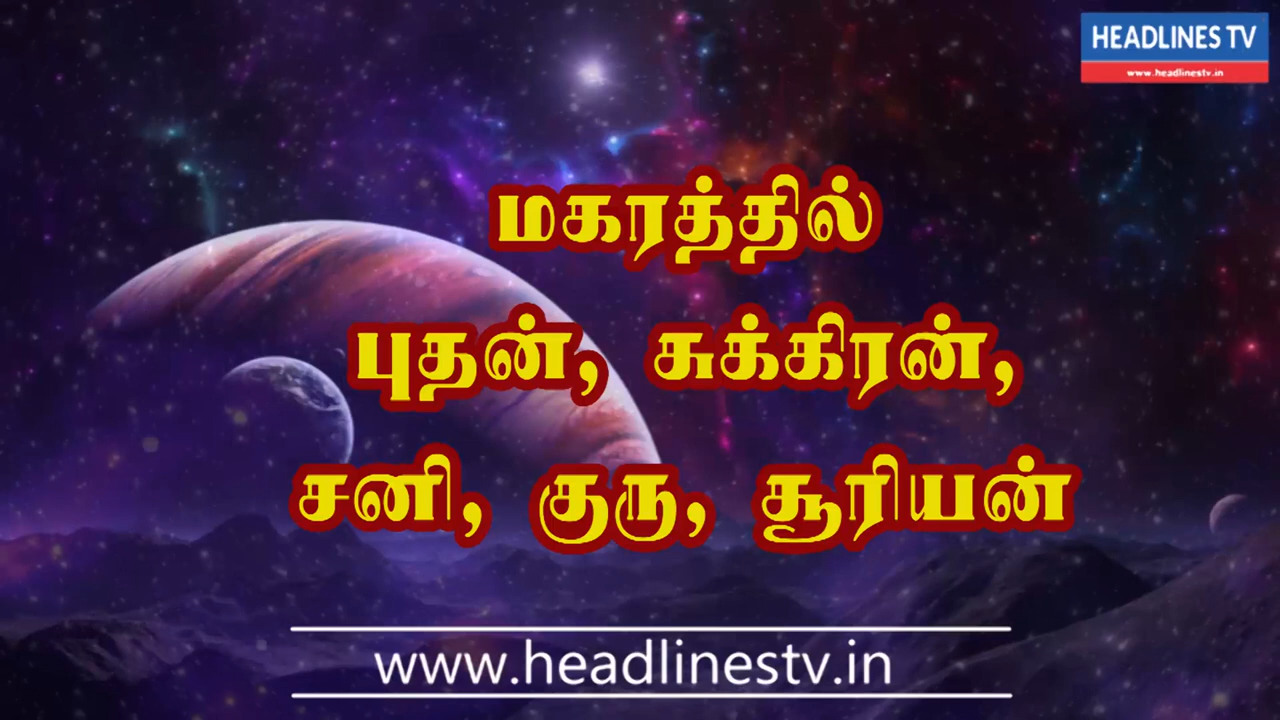 HEADLINES TV
www.headlinestv.in
மகரத்தில்
புதன், சுக்கிரன்,
சனி, குரு, சூரியன்
www.headlinestv.in